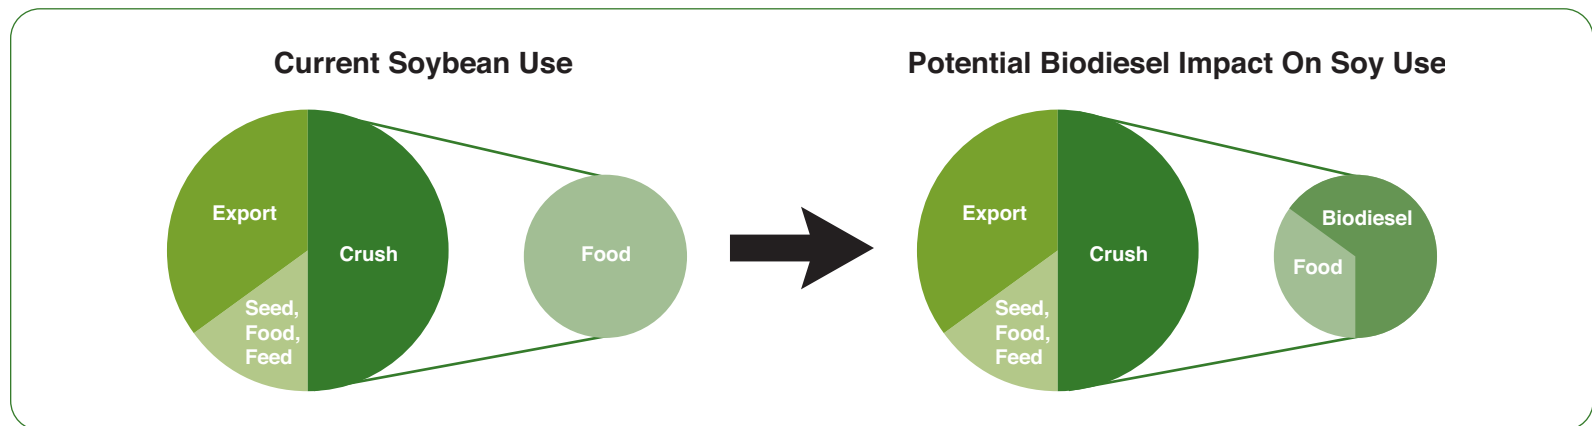 Current Soybean Use
Export
Crush
Seed,
Food,
Feed
Food
Potential Biodiesel Impact On Soy Use
Export
Crush
Seed,
Food,
Feed
Biodiesel
Food